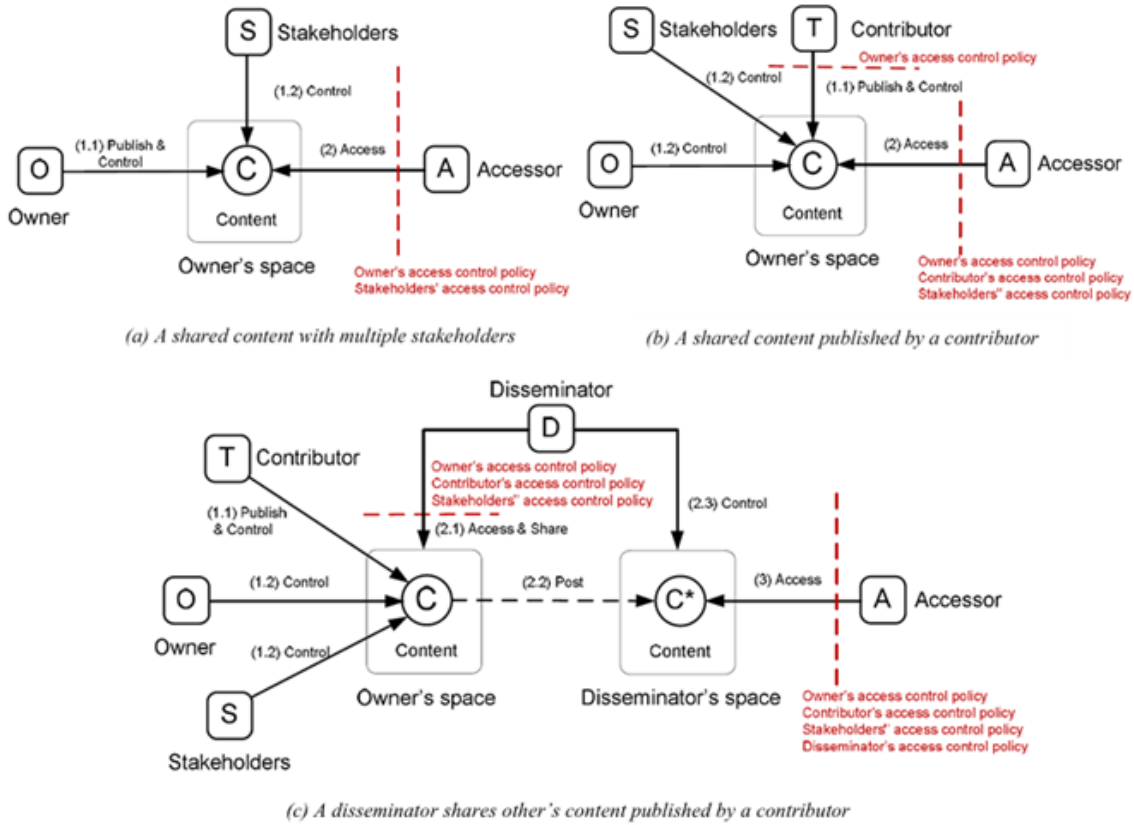 S
Stakeholders
(1.2) Control
(1.1) Publish &
Control
(2) Access
O
C
A
Accessor
Owner
Content
Owner's space
Owner's access control policy
Stakeholders' access control policy
(a) A shared content with multiple stakeholders
S
Stakeholders
T
Contributor
Owner's access control policy
(1.2) Control
(1.1) Publish & Control
(1.2) Control
(2) Access
O
C
A
Accessor
Owner
Content
Owner's space
Owner's access control policy
Contributor's access control policy
Stakeholders'' access control policy
(b) A shared content published by a contributor
Disseminator
D
T
Contributor
Owner's access control policy
Contributor's access control policy
Stakeholders'' access control policy
(1.1) Publish
& Control
(2.1) Access & Share
(2.3) Control
(1.2) Control
(2.2) Post
(3) Access
O
C
C*
A
Accessor
Owner
(1.2) Control
Content
Content
Owner's space
Disseminator's space
S
Stakeholders
Owner's access control policy
Contributor's access control policy
Stakeholders'' access control policy
Disseminator's access control policy
(c) A disseminator shares other´s content published by a contributor